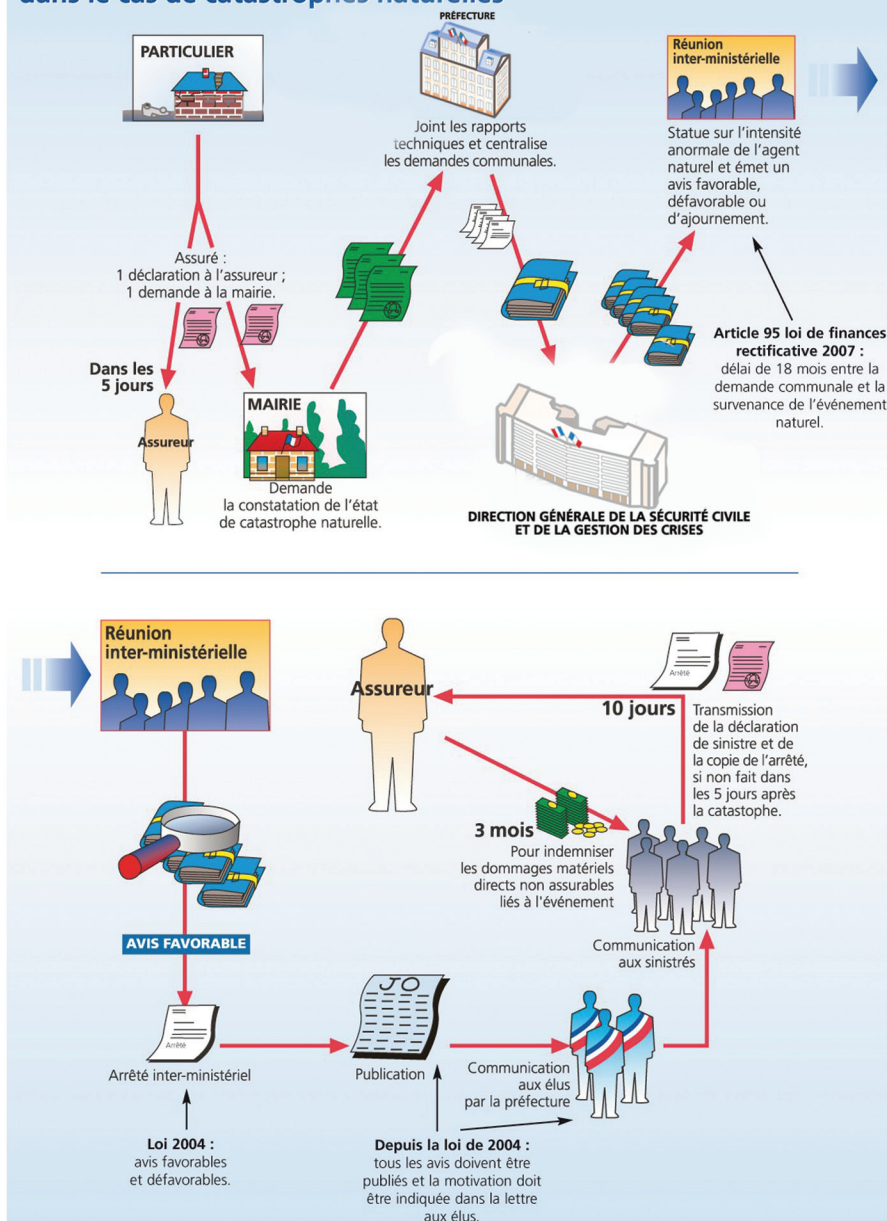 dans le cas de catastrophes naturelles
PARTICULIER
PRÉFECTURE
Réunion
inter-ministérielle
Joint les rapports
techniques et centralise
les demandes communales.
Statue sur l'intensité
anormale de l'agent
naturel et émet un
avis favorable,
défavorable ou
d'ajournement.
Assuré :
1 déclaration à l'assureur ;
1 demande à la mairie.
Dans les
5 jours
Assureur
MAIRIE
Demande
la constatation de l'état
de catastrophe naturelle.
Article 95 loi de finances
rectificative 2007 :
délai de 18 mois entre la
demande communale et la
survenance de l'événement
naturel.
DIRECTION GÉNÉRALE DE LA SÉCURITÉ CIVILE
ET DE LA GESTION DES CRISES
Réunion
inter-ministérielle
Assureur
Arrêté
10 jours
Transmission
de la déclaration
de sinistre et de
la copie de l'arrêté,
si non fait dans
les 5 jours après
la catastophe.
3 mois
Pour indemniser
les dommages matériels
directs non assurables
liés à l'événement
Communication
aux sinistrés
AVIS FAVORABLE
Arrêté
Arrêté inter-ministériel
JO
Publication
Communication
aux élus
par la préfecture
Loi 2004 :
avis favorables
et défavorables.
Depuis la loi de 2004 :
tous les avis doivent être
publiés et la motivation doit
être indiquée dans la lettre
aux élus.